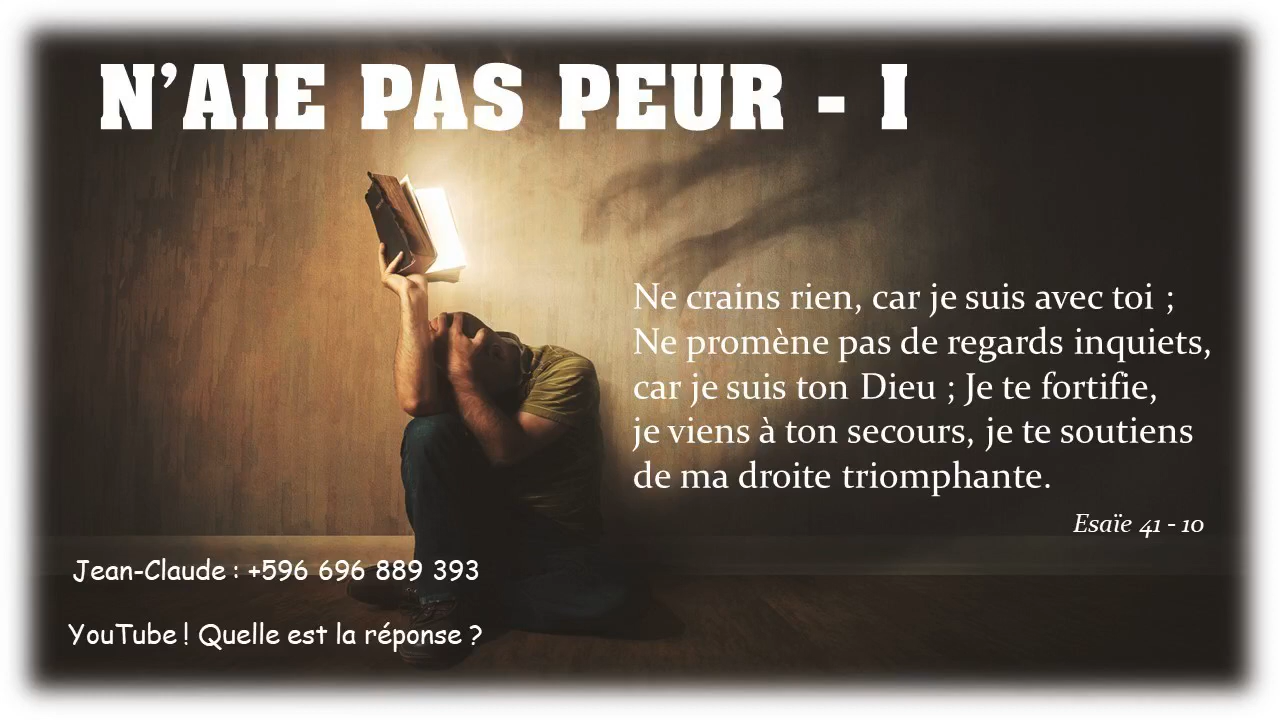 N’AIE PAS PEUR - I
Ne crains rien, car je suis avec toi ;
Ne promène pas de regards inquiets,
car je suis ton Dieu ; Je te fortifie,
je viens à ton secours, je te soutiens
de ma droite triomphante.
Esaïe 41 - 10
Jean-Claude : +596 696 889 393
YouTube ! Quelle est la réponse ?